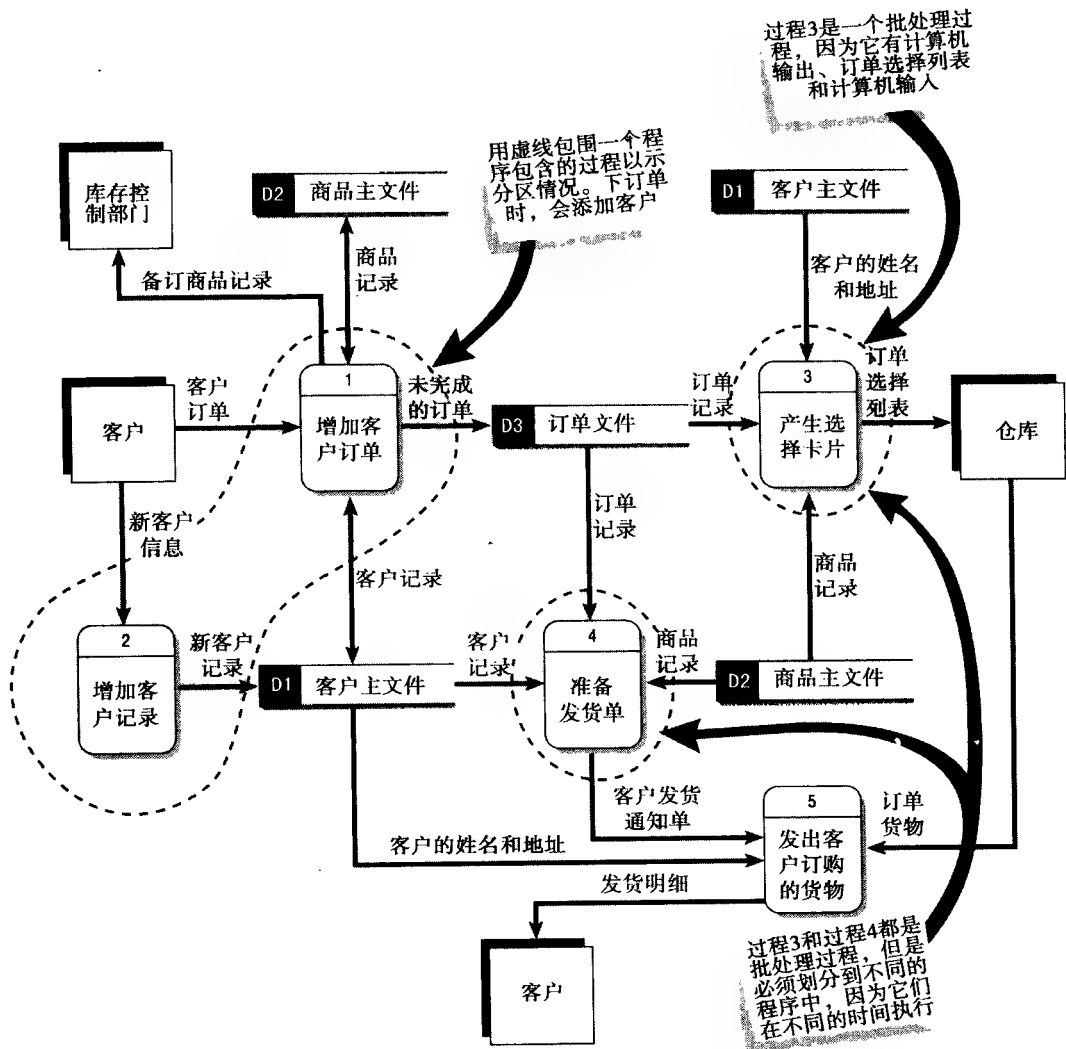 过程3是一个批处理过
程，因为它有计算机
输出、订单选择列表
和计算机输入
用虚线包围一个程
序包含的过程以示
分区情况。下订单
时，会添加客户
库存控
制部门
D2 商品主文件
D1 客户主文件
备订商品记录
商品
记录
客户的姓名
和地址
客户
客户
订单
1
增加客
户订单
未完成
的订单
D3 订单文件
订单
记录
3
产生选
择卡片
订单
选择
列表
仓库
新客户
信息
客户记录
订单
记录
商品
记录
2
增加客
户记录
新客户
记录
D1 客户主文件
客户
记录
4
准备
发货单
商品
记录
D2 商品主文件
客户发货
通知单
客户的姓名和地址
5
发出客
户订购
的货物
订单
货物
发货明细
客户
过程3和过程4都是
批处理过程，但是
必须划分到不同的
程序中，因为它们
在不同的时间执行